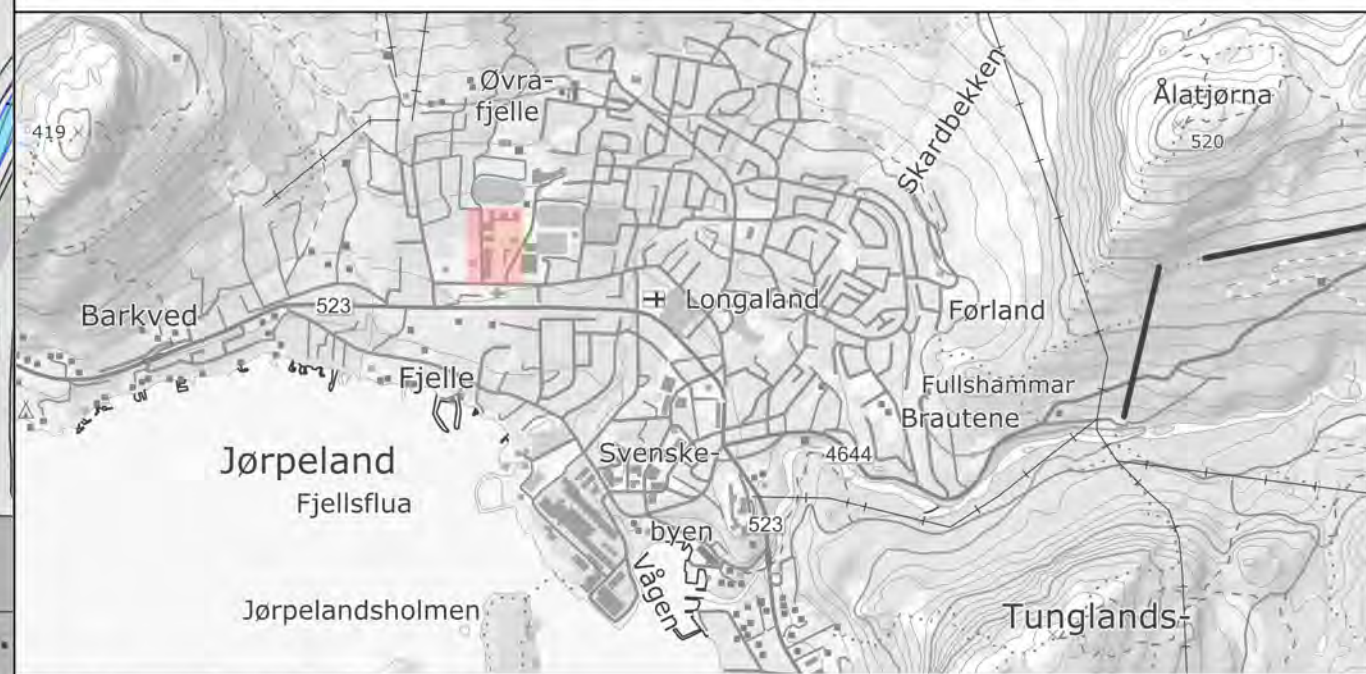 Øvra-
fjelle
Skardbekken
Ålatjørna
520
419
Barkved
523
Longaland
Førland
Fjelle
Fullshammar
Brautene
Jørpeland
Svenske-
4644
Fjellsflua
byen
523
Vågen
Jørpelandsholmen
Tunglands-